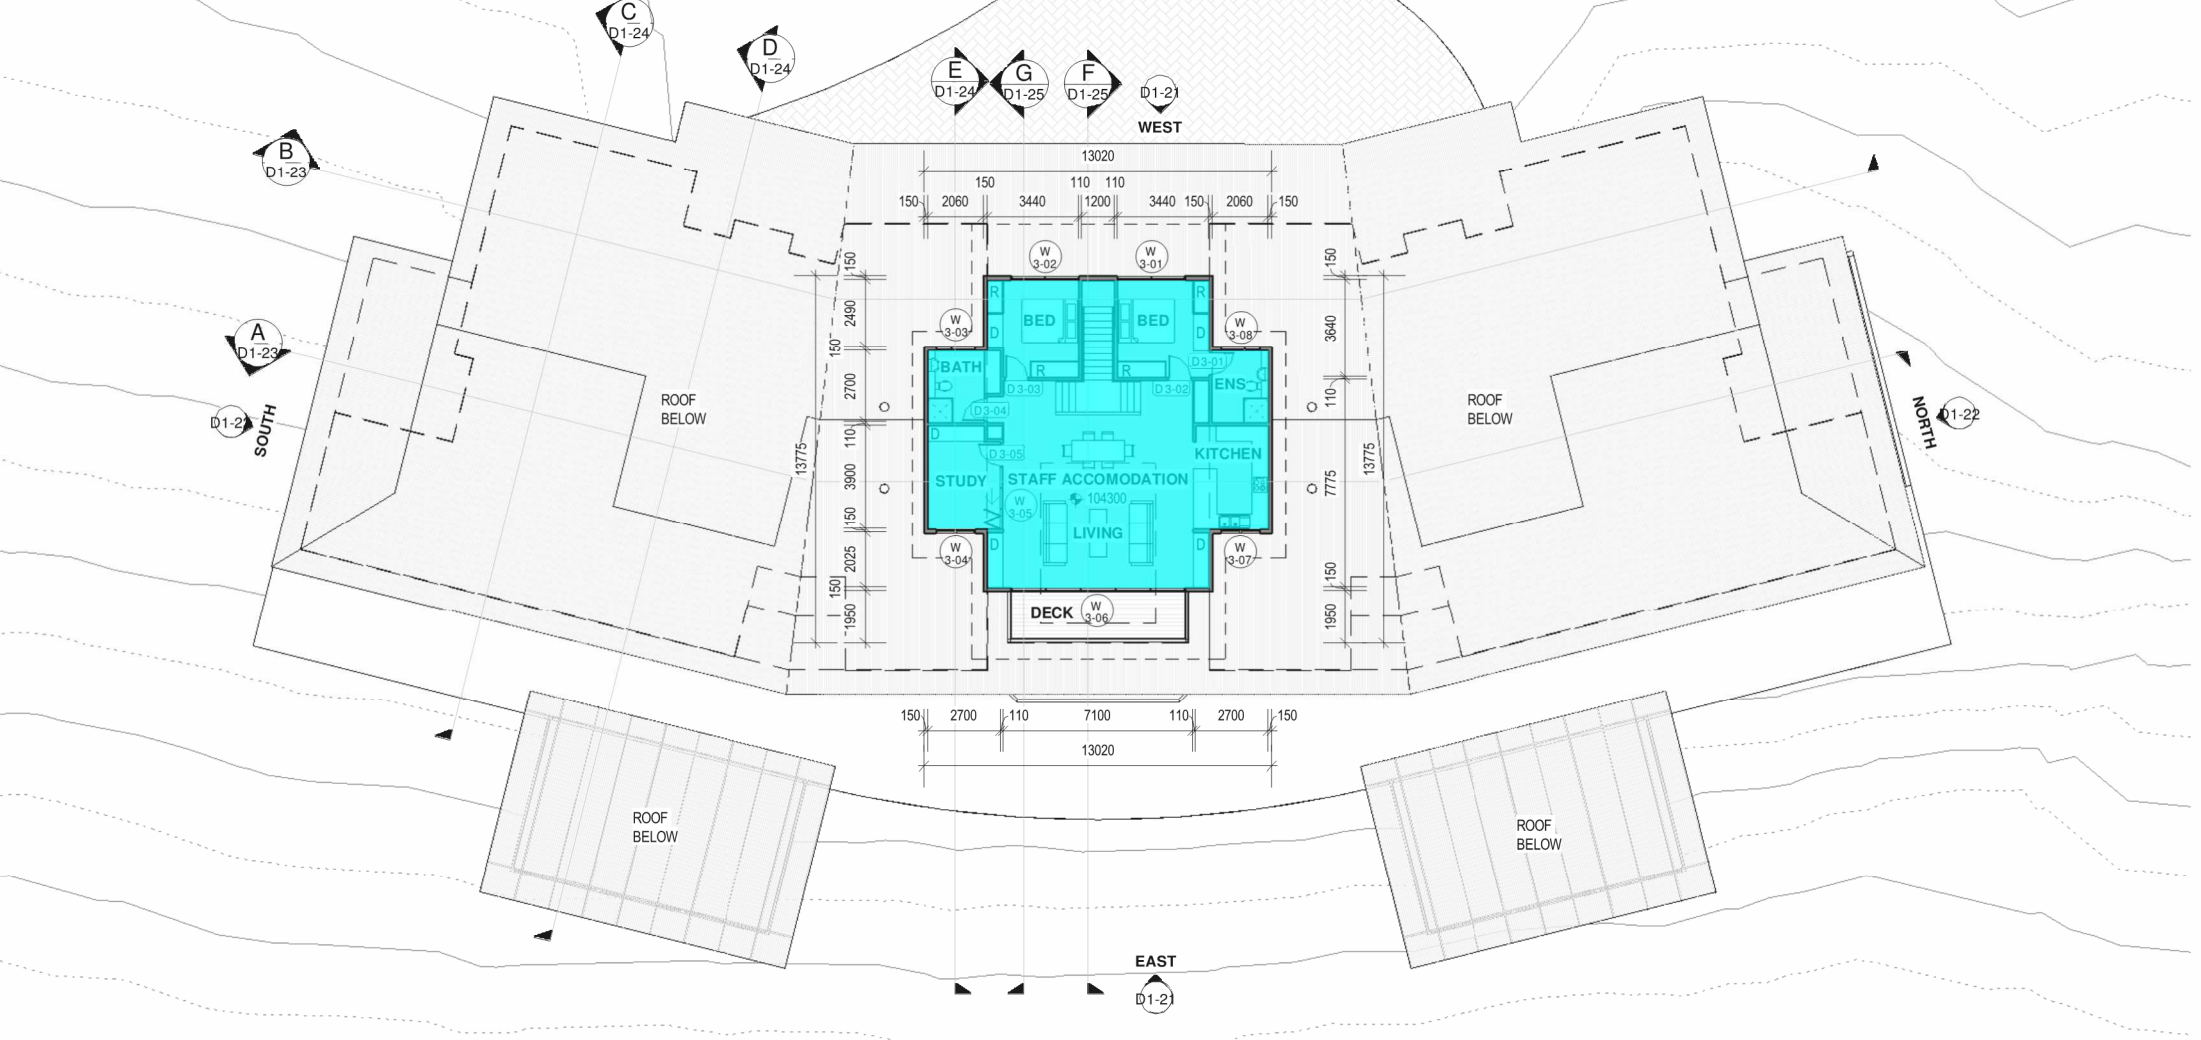 C
D1-24
D
D1-24
E
D1-24
G
D1-25
F
D1-25
D1-21
WEST
B
D1-23
A
D1-23
SOUTH
NORTH
D1-22
13020
150
110
110
150
2060
3440
1200
3440
150
2060
150
W
3-02
W
3-01
W
3-03
W
3-08
150
2490
150
2700
110
3900
150
2025
150
1950
13775
150
3640
110
7775
150
1950
13775
R
D
BED
R
BED
R
D
R
D3-01
D3-03
D3-02
BATH
ENS
D3-04
D
D3-05
KITCHEN
STUDY
STAFF ACCOMODATION
104300
W
3-05
LIVING
D
D
W
3-04
W
3-07
DECK
W
3-06
ROOF
BELOW
ROOF
BELOW
150
2700
110
7100
110
2700
150
13020
ROOF
BELOW
ROOF
BELOW
EAST
D1-21